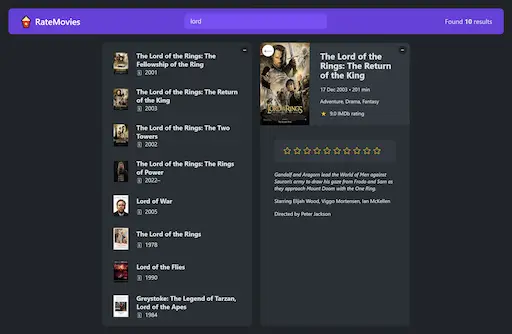 RateMovies
lord
Found 10 results
The Lord of the Rings: The
Fellowship of the Ring
2001
The Lord of the Rings: The Return
of the King
2003
The Lord of the Rings: The Two
Towers
2002
The Lord of the Rings: The Rings
of Power
2022–
Lord of War
2005
The Lord of the Rings
1978
Lord of the Flies
1990
Greystoke: The Legend of Tarzan,
Lord of the Apes
1984
The Lord of the
Rings: The Return
of the King
17 Dec 2003 • 201 min
Adventure, Drama, Fantasy
9.0 IMDb rating
Gandalf and Aragorn lead the World of Men against
Sauron's army to draw his gaze from Frodo and Sam as
they approach Mount Doom with the One Ring.
Starring Elijah Wood, Viggo Mortensen, Ian McKellen
Directed by Peter Jackson